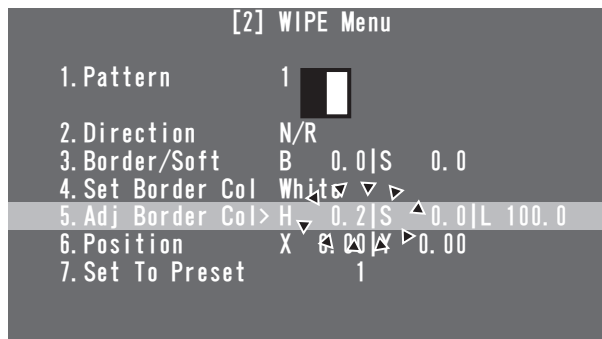 [2] WIPE Menu
1.Pattern 1
2.Direction N/R
3.Border/Soft B 0.0|S 0.0
4.Set Border Col White
5.Adj Border Col> H 0.2|S 0.0|L 100.0
6.Position X 0.00|Y 0.00
7.Set To Preset 1